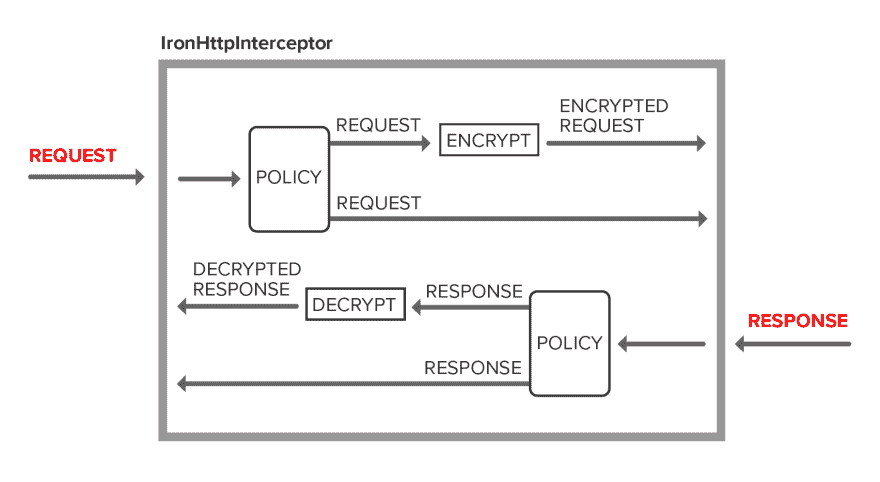 IronHttpInterceptor
REQUEST
POLICY
REQUEST
ENCRYPT
ENCRYPTED
REQUEST
REQUEST
DECRYPTED
RESPONSE
DECRYPT
RESPONSE
POLICY
RESPONSE
RESPONSE